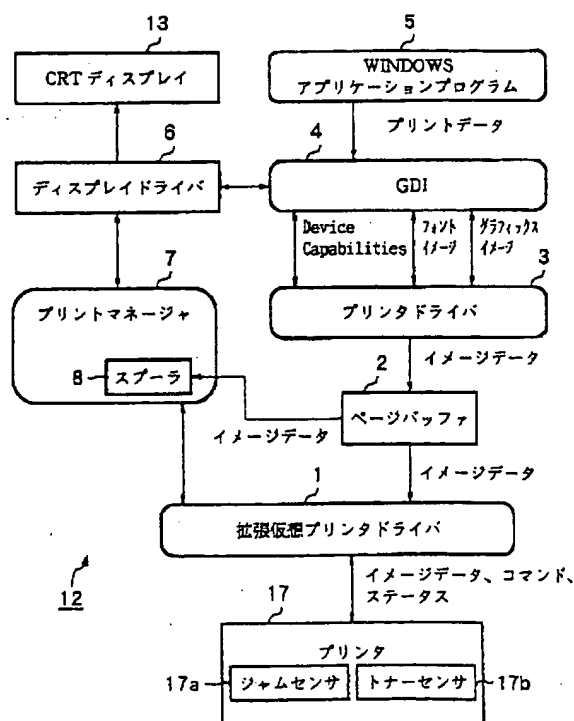 13
CRT ディスプレイ
5
WINDOWS
アプリケーションプログラム
プリントデータ
6
ディスプレイドライバ
4
GDI
Device
Capabilities
フォント
イメージ
グラフィックス
イメージ
7
プリントマネージャ
8
スプーラ
3
プリンタドライバ
イメージデータ
2
ページバッファ
イメージデータ
イメージデータ
1
拡張仮想プリンタドライバ
12
イメージデータ、コマンド、
ステータス
17
プリンタ
17a
ジャムセンサ
トナーセンサ
17b